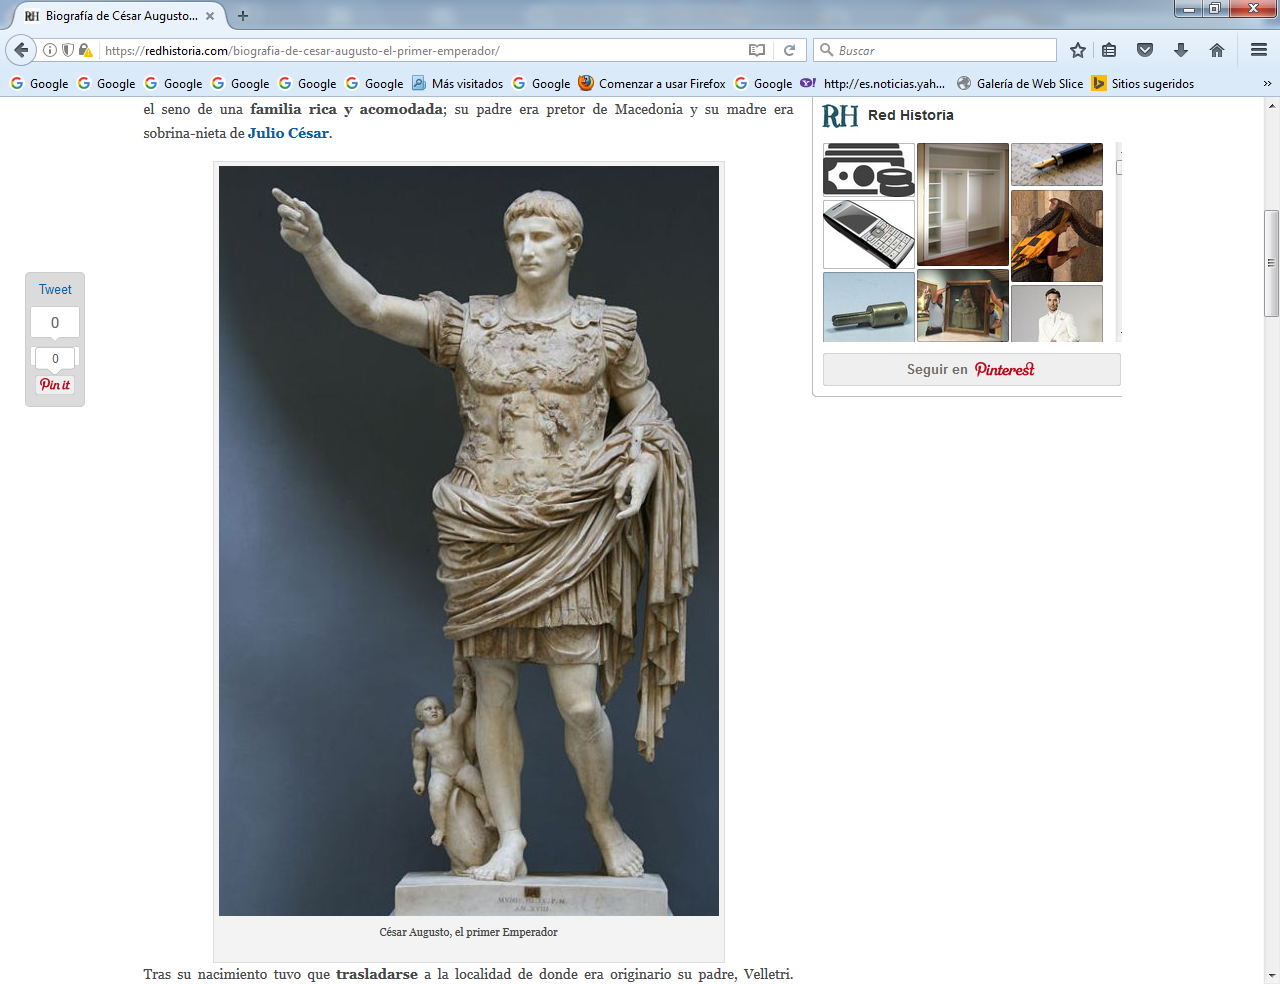 Biografía de César Augusto...
https://redhistoria.com/biografia-de-cesar-augusto-el-primer-emperador/
Buscar
Google
Google
Google
Google
Google
Google
Más visitados
Google
Comenzar a usar Firefox
Google
http://es.noticias.yah...
Galería de Web Slice
Sitios sugeridos
el seno de una familia rica y acomodada; su padre era pretor de Macedonia y su madre era
sobrina-nieta de Julio César.
RH Red Historia
Seguir en Pinterest
Tweet
0
0
Pin it
César Augusto, el primer Emperador
Tras su nacimiento tuvo que trasladarse a la localidad de donde era originario su padre, Velletri.